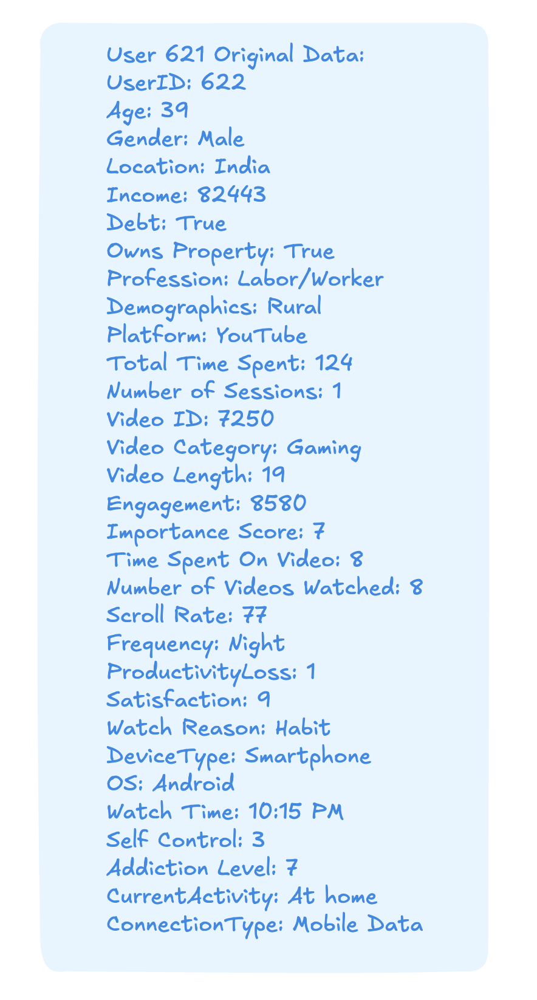 User 621 Original Data:
UserID: 622
Age: 39
Gender: Male
Location: India
Income: 82443
Debt: True
Owns Property: True
Profession: Labor/Worker
Demographics: Rural
Platform: YouTube
Total Time Spent: 124
Number of Sessions: 1
Video ID: 7250
Video Category: Gaming
Video Length: 19
Engagement: 8580
Importance Score: 7
Time Spent On Video: 8
Number of Videos Watched: 8
Scroll Rate: 77
Frequency: Night
ProductivityLoss: 1
Satisfaction: 9
Watch Reason: Habit
DeviceType: Smartphone
OS: Android
Watch Time: 10:15 PM
Self Control: 3
Addiction Level: 7
CurrentActivity: At home
ConnectionType: Mobile Data